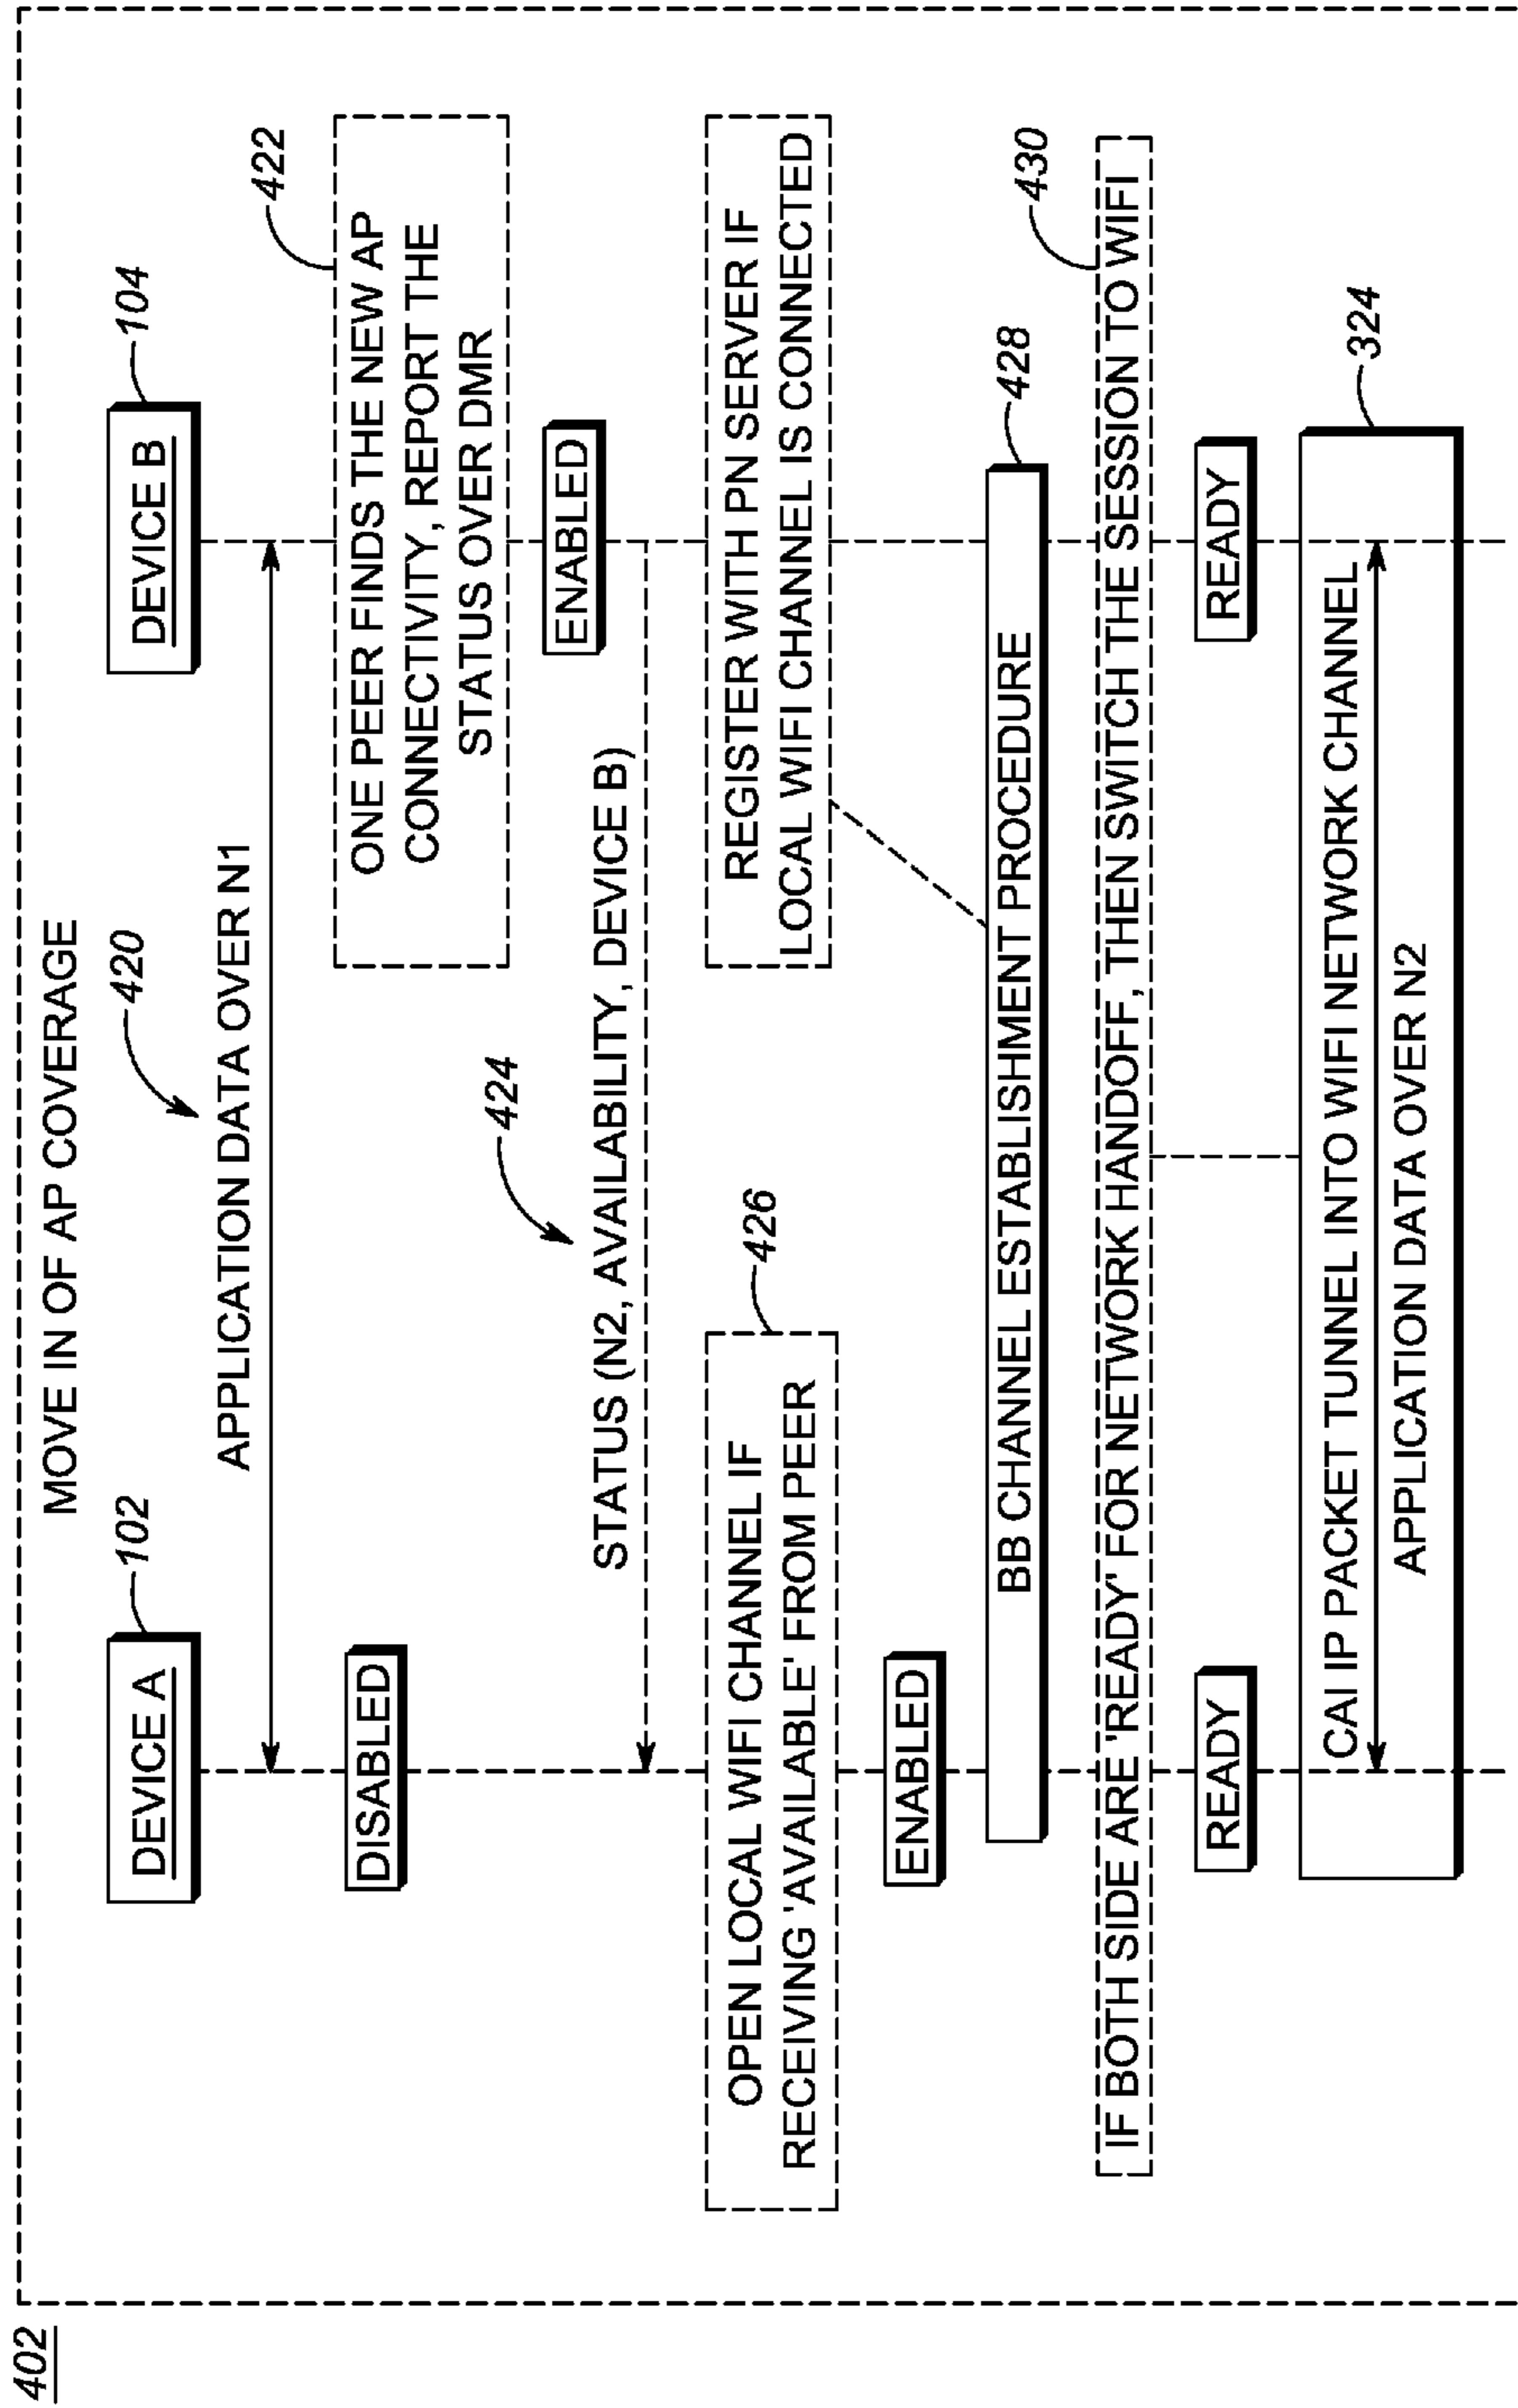 402
MOVE IN OF AP COVERAGE
DEVICE A
102
DEVICE B
104
420
APPLICATION DATA OVER N1
DISABLED
422
ONE PEER FINDS THE NEW AP
CONNECTIVITY, REPORT THE
STATUS OVER DMR
ENABLED
424
STATUS (N2, AVAILABILITY, DEVICE B)
426
OPEN LOCAL WIFI CHANNEL IF
RECEIVING 'AVAILABLE' FROM PEER
REGISTER WITH PN SERVER IF
LOCAL WIFI CHANNEL IS CONNECTED
ENABLED
428
BB CHANNEL ESTABLISHMENT PROCEDURE
430
IF BOTH SIDE ARE 'READY' FOR NETWORK HANDOFF, THEN SWITCH THE SESSION TO WIFI
READY
READY
324
CAI IP PACKET TUNNEL INTO WIFI NETWORK CHANNEL
APPLICATION DATA OVER N2